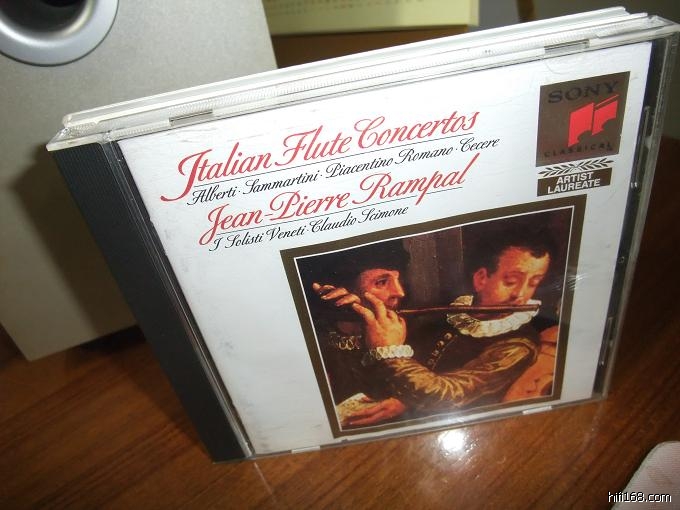 Italian Flute Concertos
Alberti · Sammartini · Piacentino Romano · Cecere
Jean-Pierre Rampal
I Solisti Veneti · Claudio Scimone
SONY
CLASSICAL
ARTIST
LAUREATE
hifi168.com